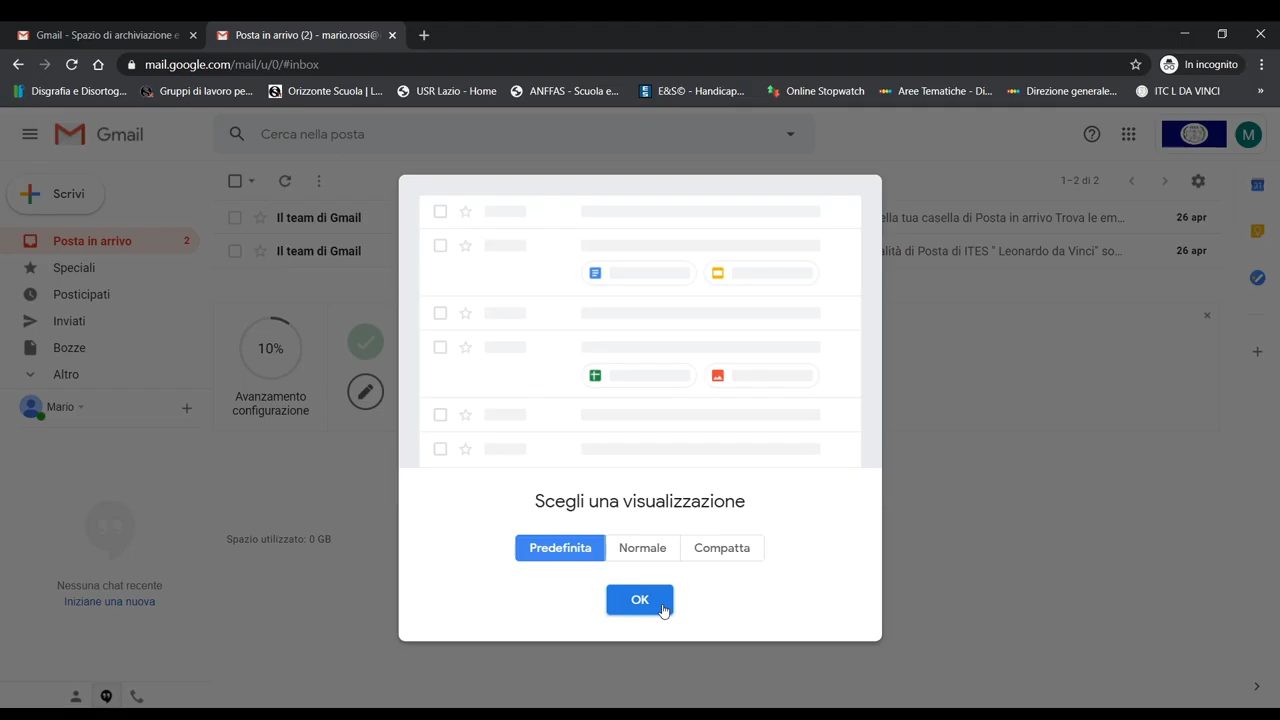 Gmail - Spazio di archiviazione e
Posta in arrivo (2) - mario.rossi@
mail.google.com/mail/u/0/#inbox
In incognito
Disgrafia e Disortog...
Gruppi di lavoro pe...
Orizzonte Scuola | L...
USR Lazio - Home
ANFFAS - Scuola e...
E&S© - Handicap...
Online Stopwatch
Aree Tematiche - Di...
Direzione generale...
ITC L DA VINCI
»
Gmail
Cerca nella posta
M
Scrivi
1–2 di 2
Posta in arrivo 2
Speciali
Posticipati
Inviati
Bozze
Altro
Mario
Il team di Gmail
ella tua casella di Posta in arrivo Trova le em...
26 apr
Il team di Gmail
alità di Posta di ITES " Leonardo da Vinci" so...
26 apr
10%
Avanzamento
configurazione
Scegli una visualizzazione
Predefinita
Normale
Compatta
OK
Spazio utilizzato: 0 GB
Nessuna chat recente
Iniziane una nuova
31